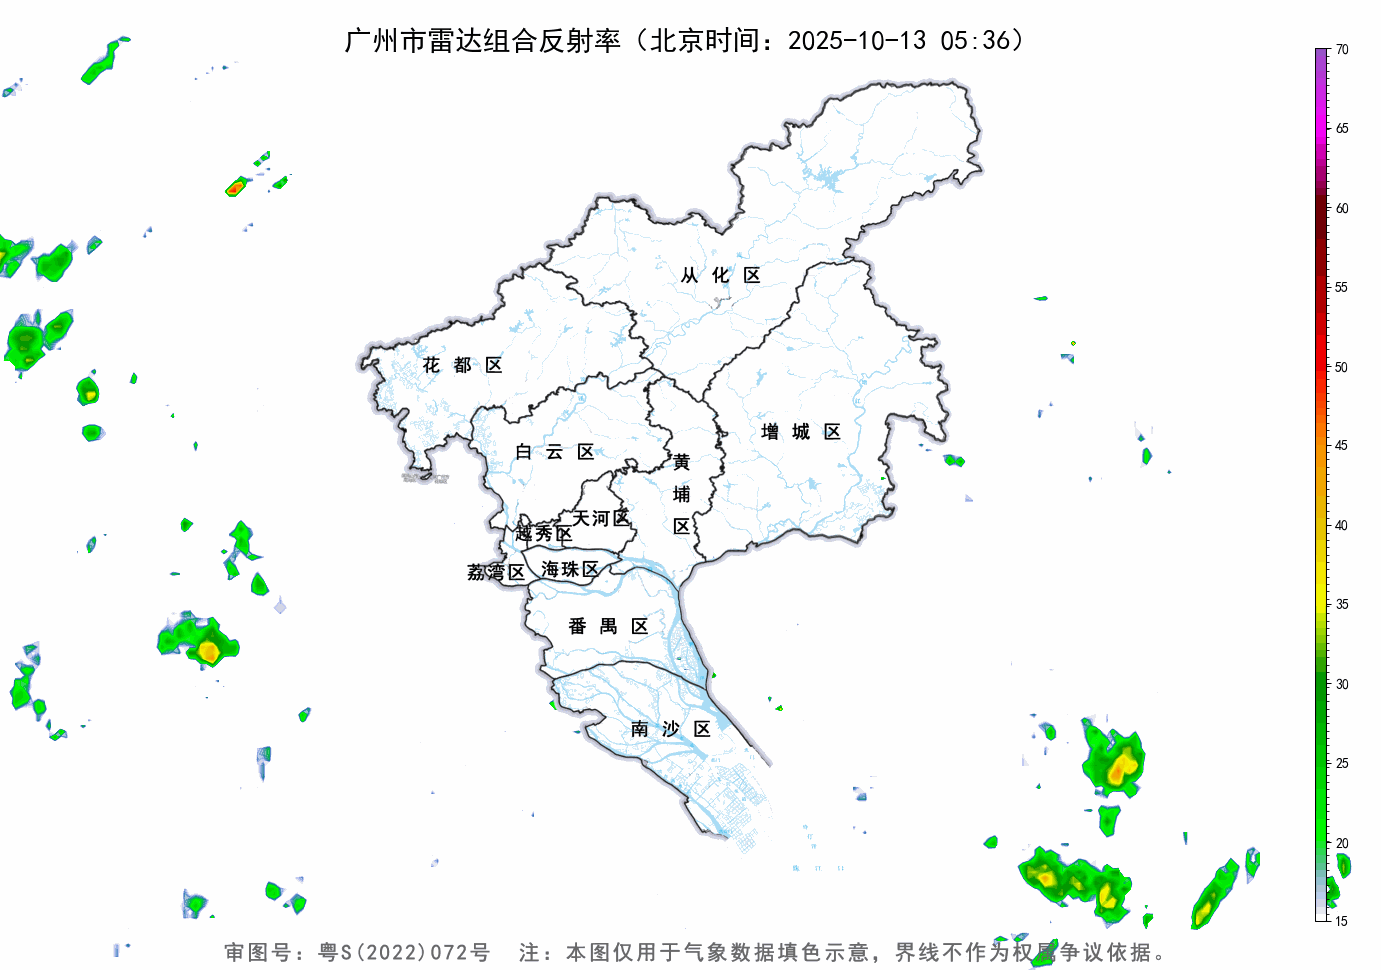 广州市雷达组合反射率（北京时间：2025-10-13 05:36）
70
65
60
55
50
45
40
35
30
25
20
15
从化区
花都区
增城区
白云区
黄埔区
天河区
越秀区
海珠区
荔湾区
番禺区
南沙区
审图号：粤S(2022)072号 注：本图仅用于气象数据填色示意，界线不作为权属争议依据。